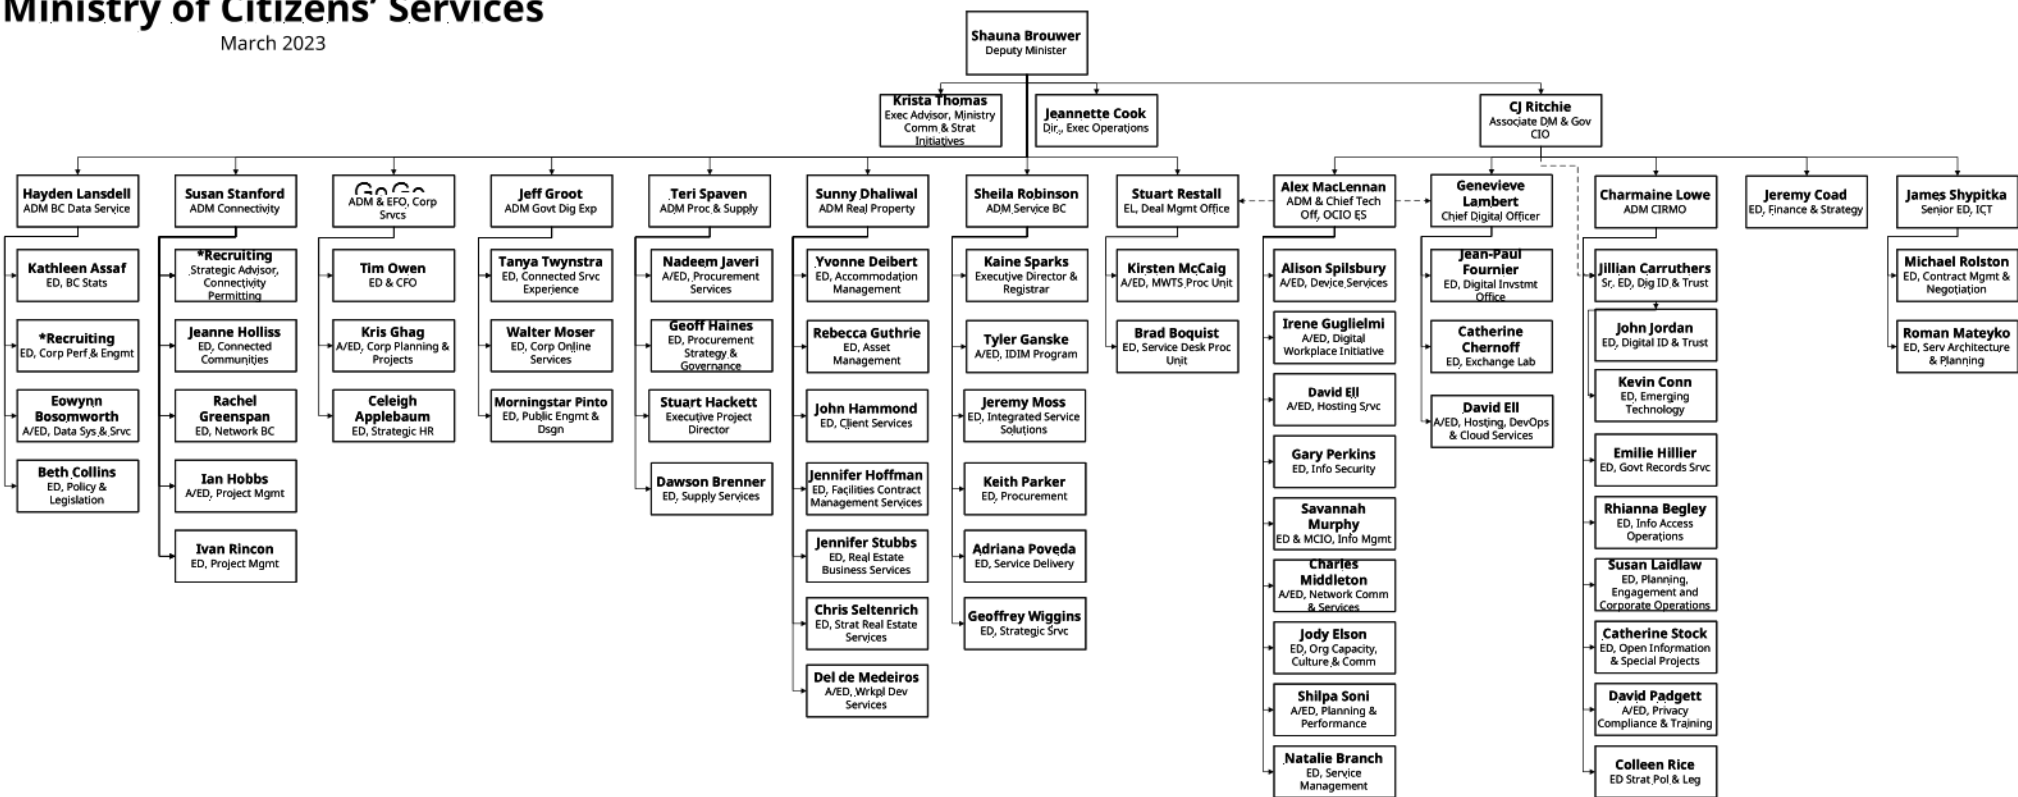 Ministry of Citizens’ Services
March 2023
Shauna Brouwer
Deputy Minister
Krista Thomas
Exec Advisor, Ministry
Comm & Strat
Initiatives
Jeannette Cook
Dir., Exec Operations
CJ Ritchie
Associate DM & Gov
CIO
Hayden Lansdell
ADM BC Data Service
Susan Stanford
ADM Connectivity
ADM & EFO, Corp
Srvcs
Jeff Groot
ADM Govt Dig Exp
Teri Spaven
ADM Proc & Supply
Sunny Dhaliwal
ADM Real Property
Sheila Robinson
ADM Service BC
Stuart Restall
EL, Deal Mgmt Office
Alex MacLennan
ADM & Chief Tech
Off, OCIO ES
Genevieve
Lambert
Chief Digital Officer
Charmaine Lowe
ADM CIRMO
Jeremy Coad
ED, Finance & Strategy
James Shypitka
Senior ED, ICT
Kathleen Assaf
ED, BC Stats
*Recruiting
ED, Corp Perf & Engmt
Eowynn
Bosomworth
A/ED, Data Sys & Srvc
Beth Collins
ED, Policy &
Legislation
*Recruiting
Strategic Advisor,
Connectivity
Permitting
Jeanne Holliss
ED, Connected
Communities
Rachel
Greenspan
ED, Network BC
Ian Hobbs
A/ED, Project Mgmt
Ivan Rincon
ED, Project Mgmt
Tim Owen
ED & CFO
Kris Ghag
A/ED, Corp Planning &
Projects
Celeigh
Applebaum
ED, Strategic HR
Tanya Twynstra
ED, Connected Srvc
Experience
Walter Moser
ED, Corp Online
Services
Morningstar Pinto
ED, Public Engmt &
Dsgn
Nadeem Javeri
A/ED, Procurement
Services
Geoff Haines
ED, Procurement
Strategy &
Governance
Stuart Hackett
Executive Project
Director
Dawson Brenner
ED, Supply Services
Yvonne Deibert
ED, Accommodation
Management
Rebecca Guthrie
ED, Asset
Management
John Hammond
ED, Client Services
Jennifer Hoffman
ED, Facilities Contract
Management Services
Jennifer Stubbs
ED, Real Estate
Business Services
Chris Seltenrich
ED, Strat Real Estate
Services
Del de Medeiros
A/ED, Wrkpl Dev
Services
Kaine Sparks
Executive Director &
Registrar
Tyler Ganske
A/ED, IDIM Program
Jeremy Moss
ED, Integrated Service
Solutions
Keith Parker
ED, Procurement
Adriana Poveda
ED, Service Delivery
Geoffrey Wiggins
ED, Strategic Srvc
Kirsten McCaig
A/ED, MWTS Proc Unit
Brad Boquist
ED, Service Desk Proc
Unit
Alison Spilsbury
A/ED, Device Services
Irene Guglielmi
A/ED, Digital
Workplace Initiative
David Ell
A/ED, Hosting Srvc
Gary Perkins
ED, Info Security
Savannah
Murphy
ED & MCIO, Info Mgmt
Charles
Middleton
A/ED, Network Comm
& Services
Jody Elson
ED, Org Capacity,
Culture & Comm
Shilpa Soni
A/ED, Planning &
Performance
Natalie Branch
ED, Service
Management
Jean-Paul
Fournier
ED, Digital Invstmt
Office
Catherine
Chernoff
ED, Exchange Lab
David Ell
A/ED, Hosting, DevOps
& Cloud Services
Jillian Carruthers
Sr. ED, Dig ID & Trust
John Jordan
ED, Digital ID & Trust
Kevin Conn
ED, Emerging
Technology
Emilie Hillier
ED, Govt Records Srvc
Rhianna Begley
ED, Info Access
Operations
Susan Laidlaw
ED, Planning,
Engagement and
Corporate Operations
Catherine Stock
ED, Open Information
& Special Projects
David Padgett
A/ED, Privacy
Compliance & Training
Colleen Rice
ED Strat Pol & Leg
Michael Rolston
ED, Contract Mgmt &
Negotiation
Roman Mateyko
ED, Serv Architecture
& Planning